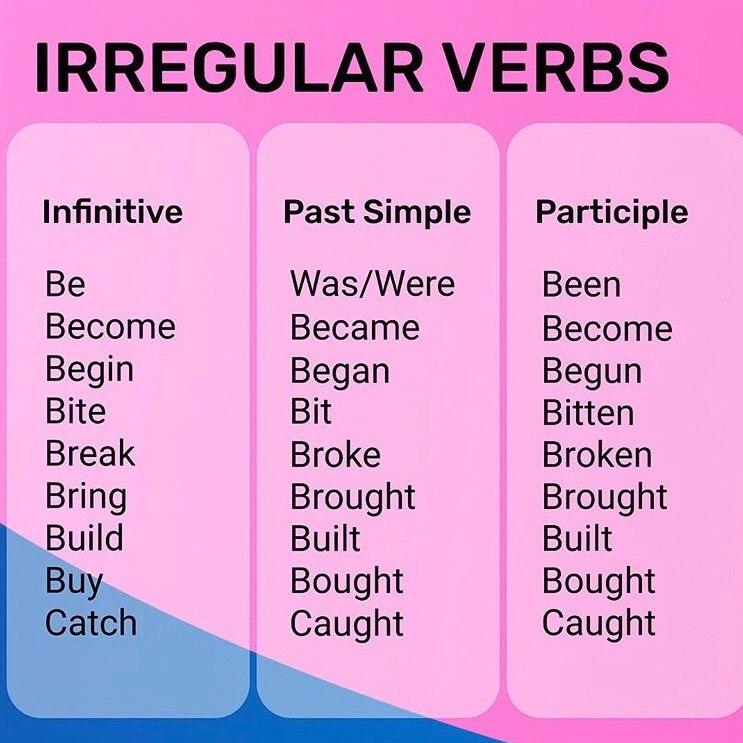 IRREGULAR VERBS
Infinitive Past Simple Participle
Be Was/Were Been
Become Became Become
Begin Began Begun
Bite Bit Bitten
Break Broke Broken
Bring Brought Brought
Build Built Built
Buy Bought Bought
Catch Caught Caught